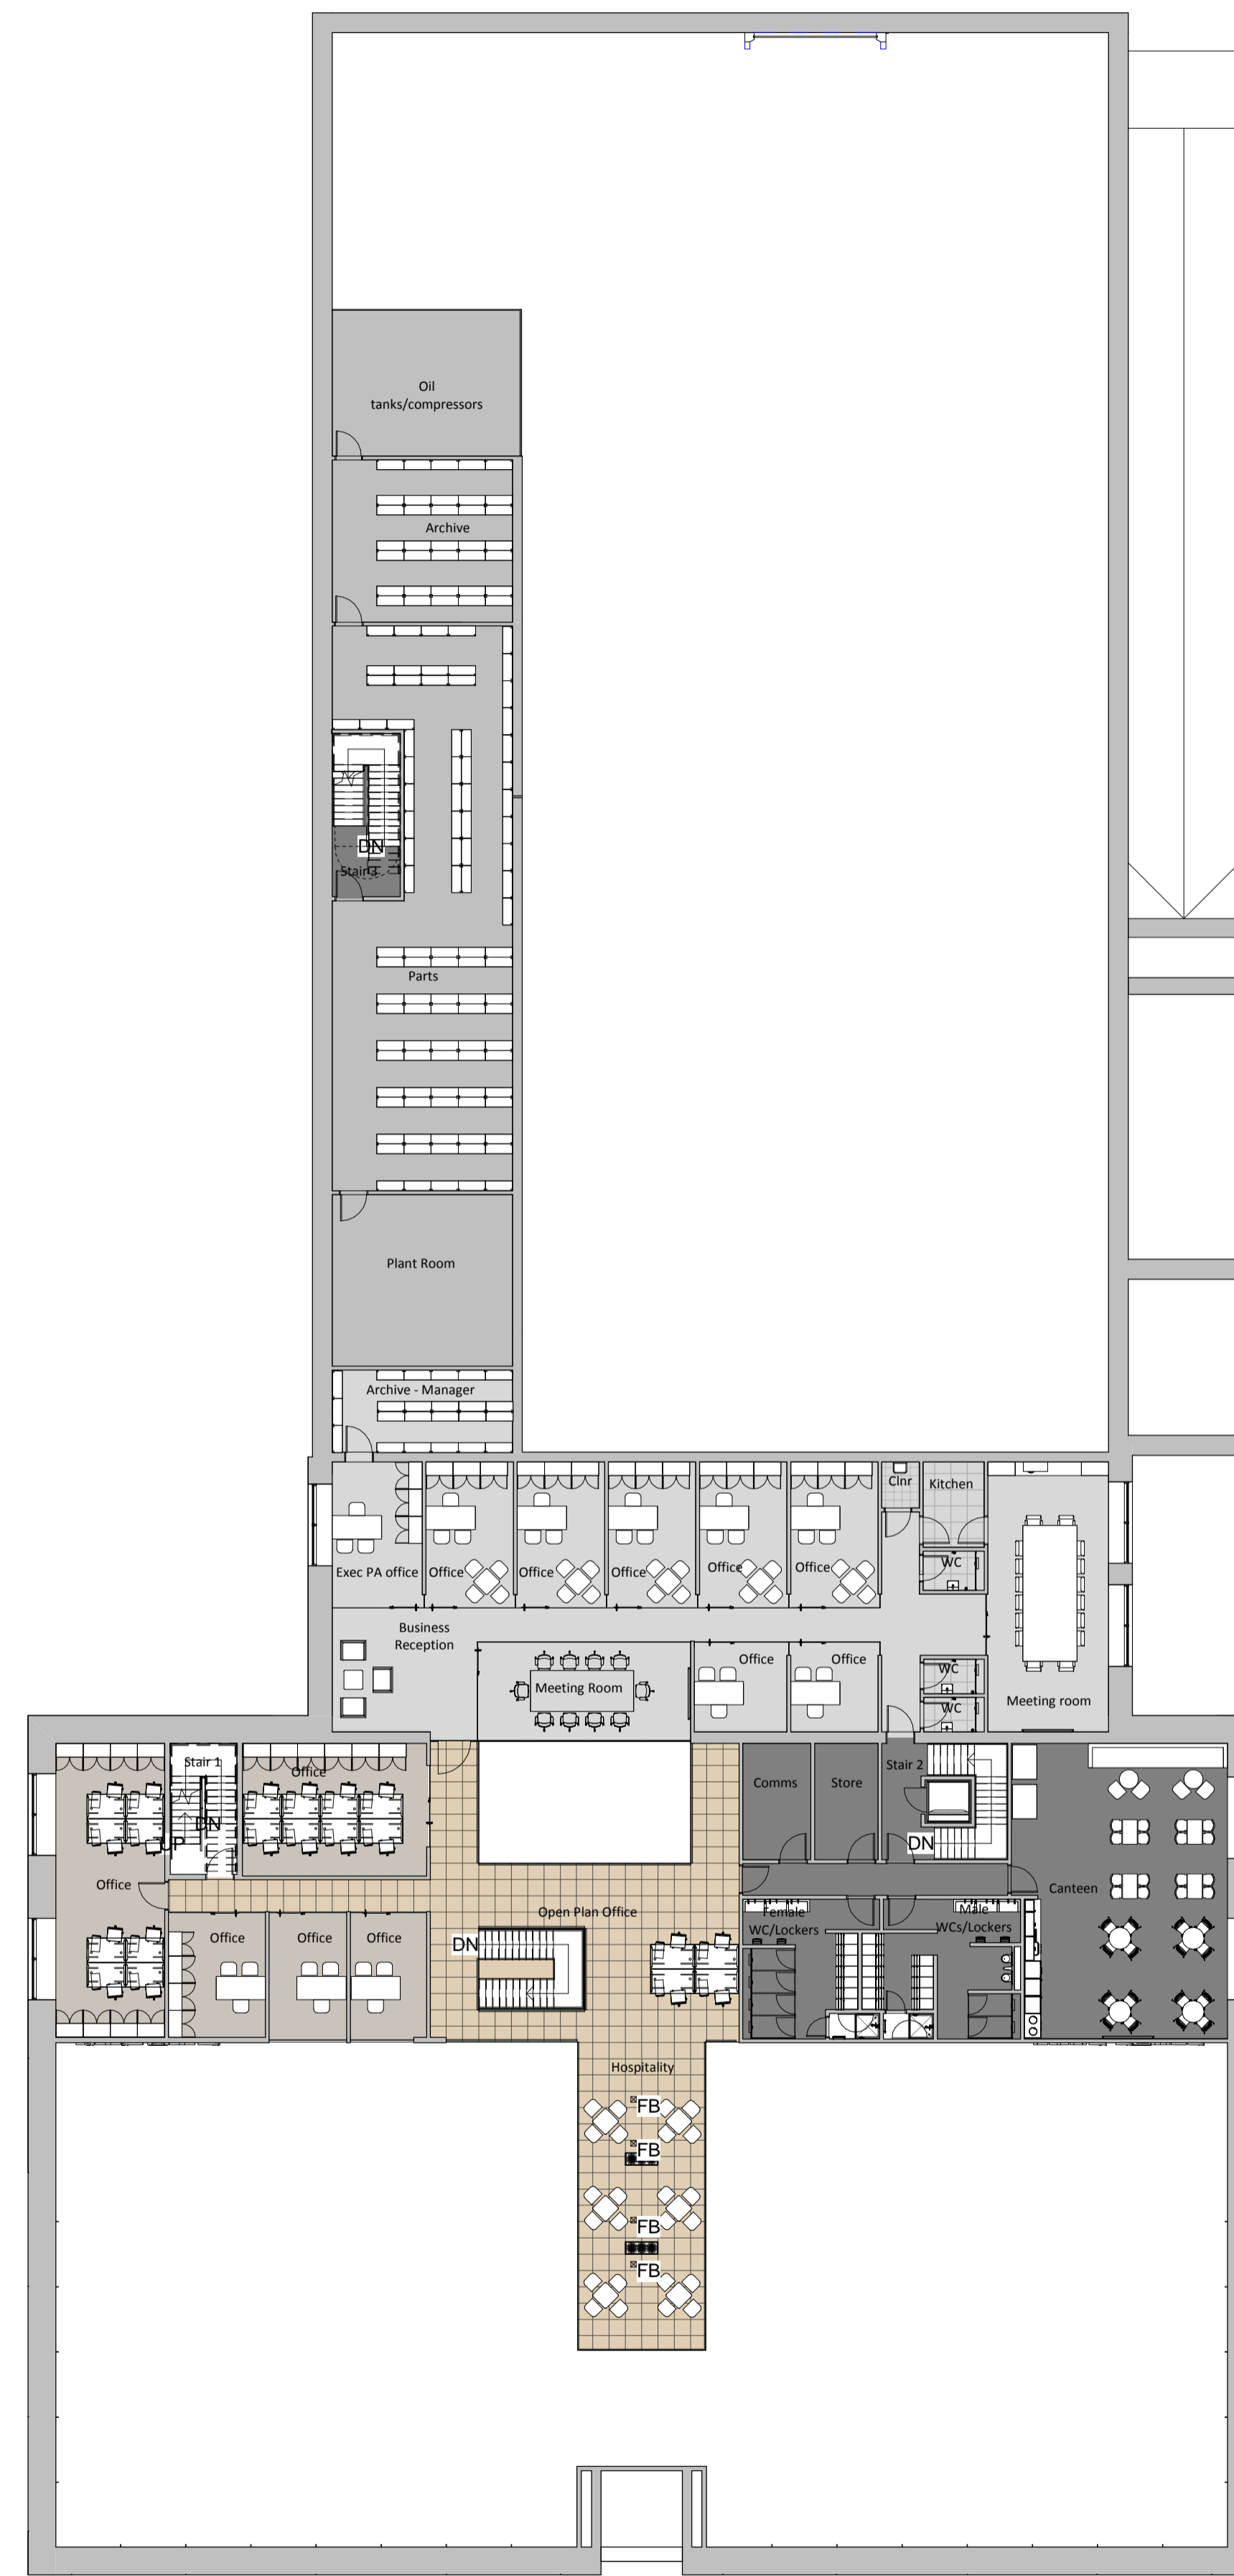 Oil
tanks/compressors
Archive
DN
Stair 3
Parts
Plant Room
Archive - Manager
Clnr
Kitchen
WC
Exec PA office
Office
Office
Office
Office
Office
Business
Reception
Office
Office
WC
Meeting Room
Meeting room
WC
Stair 1
Office
Stair 2
Comms
Store
DN
UP
DN
Office
Canteen
Open Plan Office
Female
WC/Lockers
Male
WCs/Lockers
Office
Office
Office
DN
Hospitality
FB
FB
FB
FB